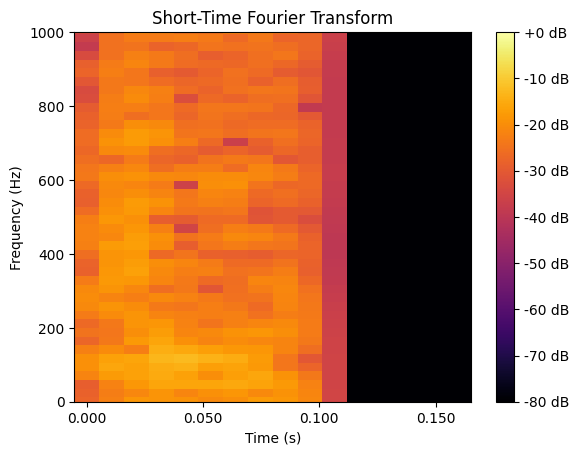 Short-Time Fourier Transform
1000
800
600
400
200
0
Frequency (Hz)
0.000
0.050
0.100
0.150
Time (s)
+0 dB
-10 dB
-20 dB
-30 dB
-40 dB
-50 dB
-60 dB
-70 dB
-80 dB